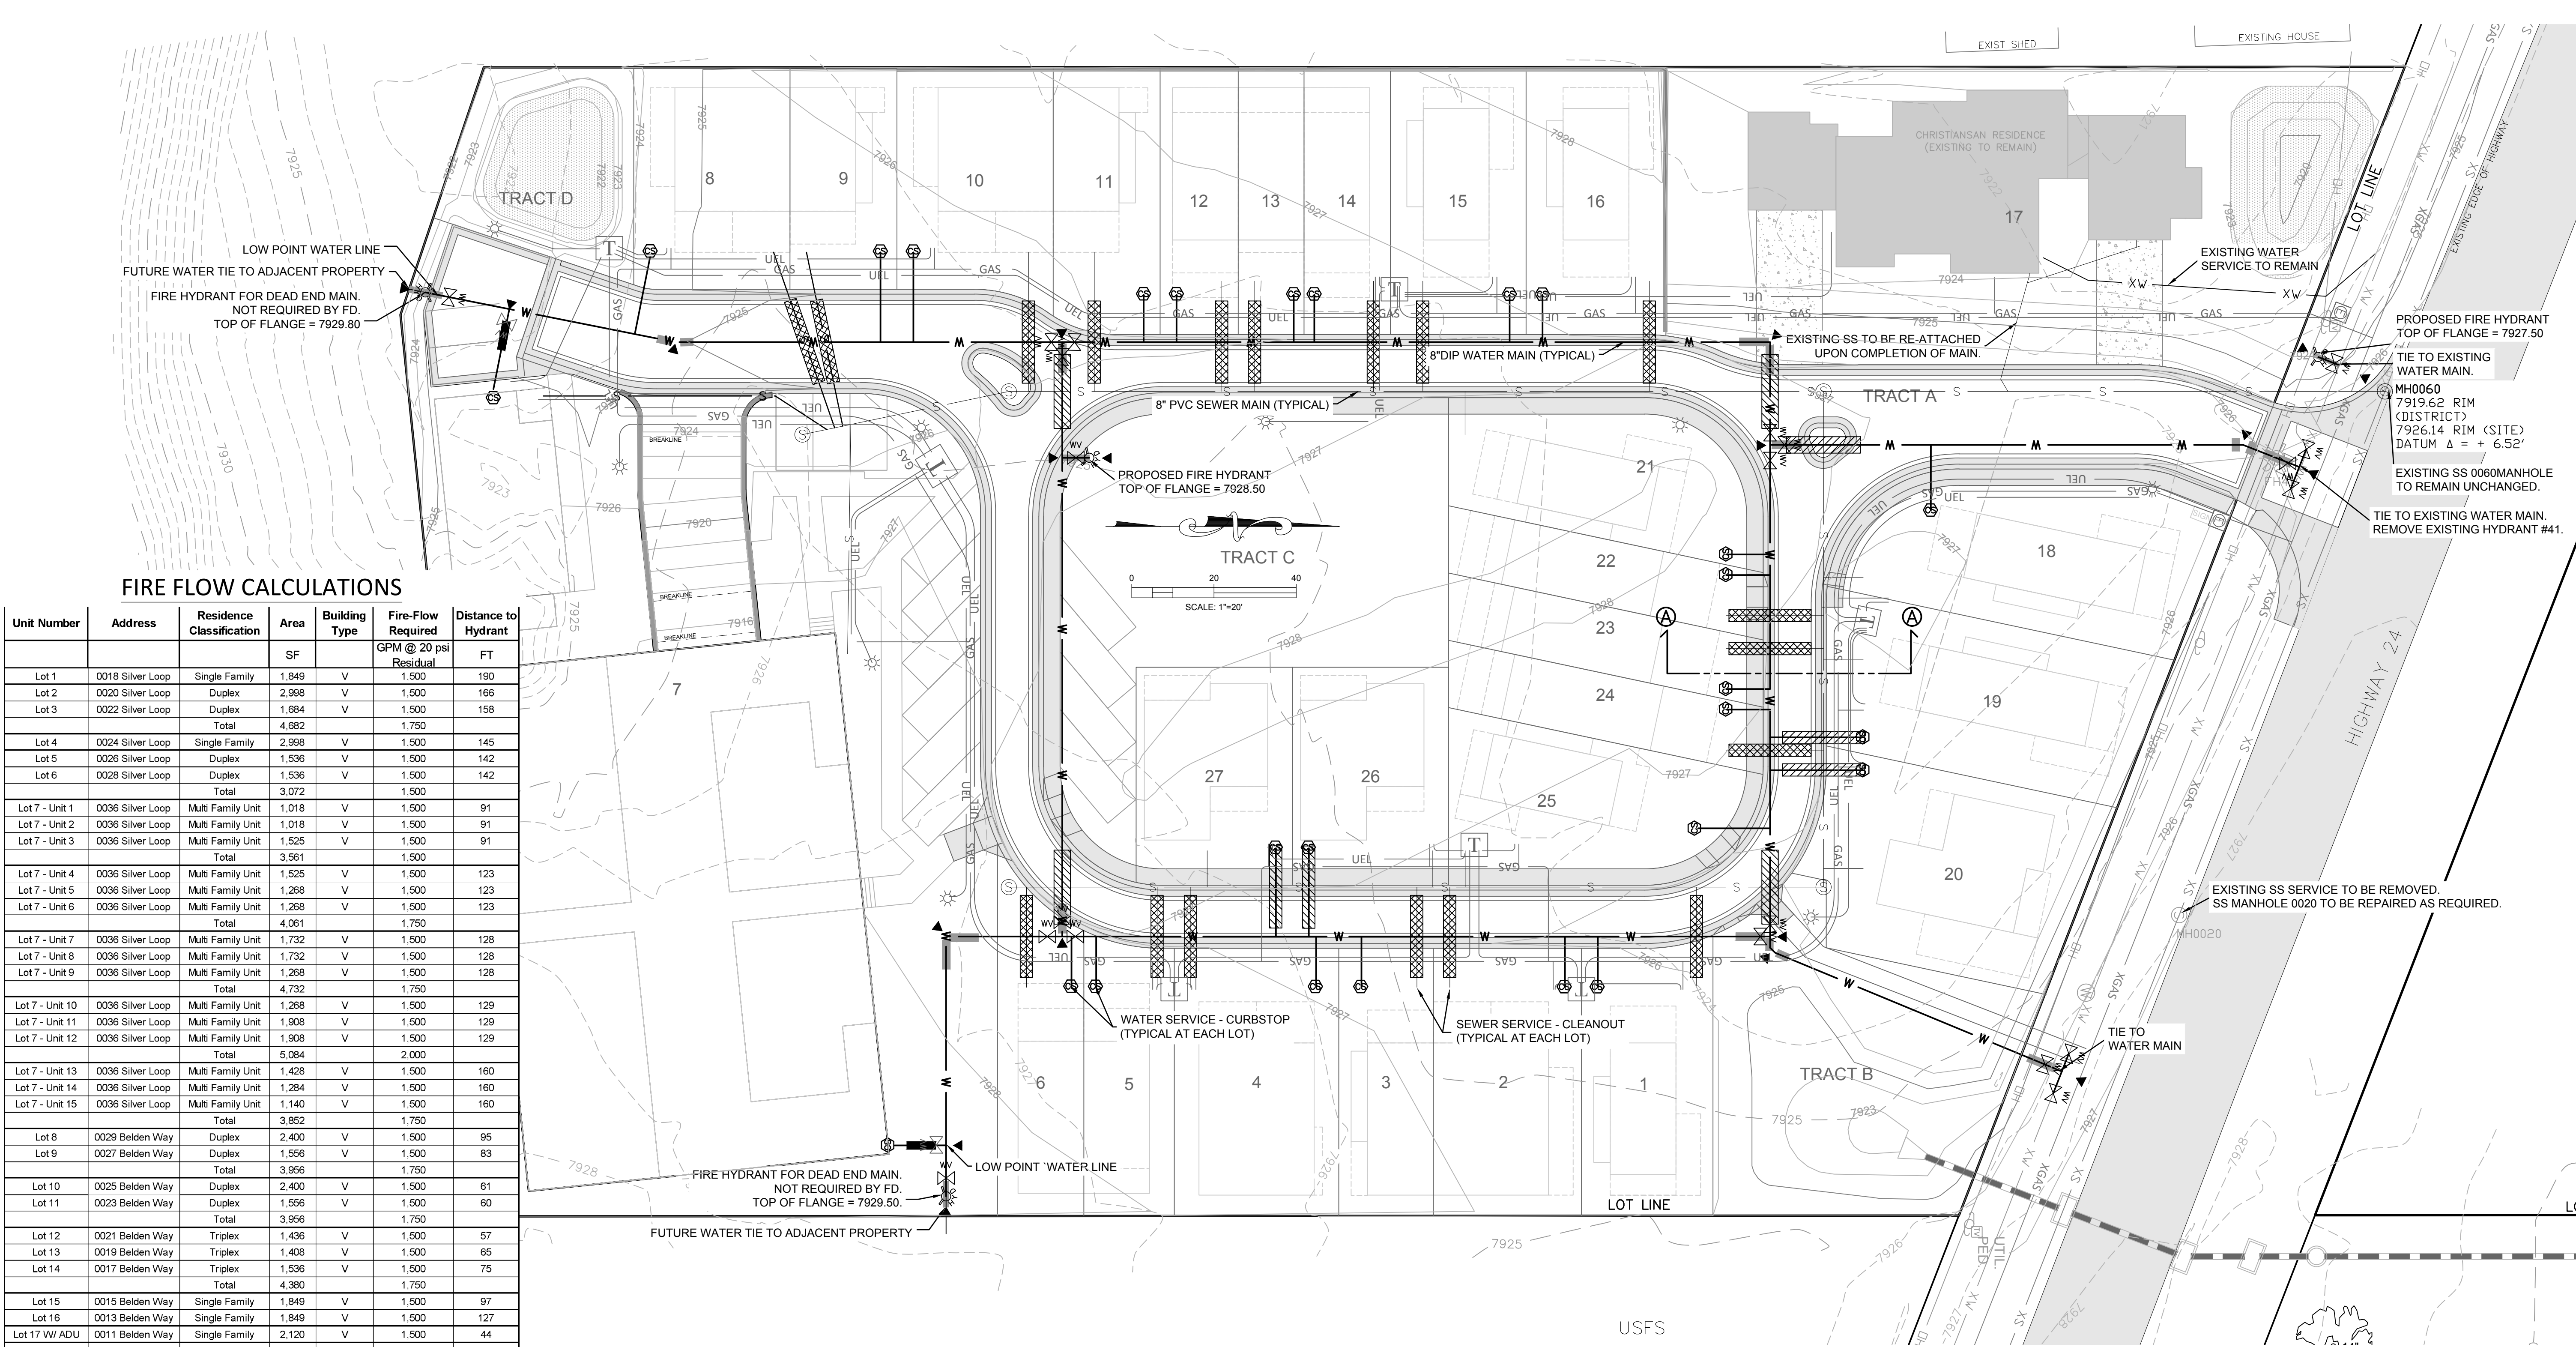 EXIST SHED
EXISTING HOUSE
CHRISTIANSAN RESIDENCE
(EXISTING TO REMAIN)
TRACT D
8
9
10
11
12
13
14
15
16
17
LOT LINE
EXISTING EDGE OF HIGHWAY
LOW POINT WATER LINE
FUTURE WATER TIE TO ADJACENT PROPERTY
FIRE HYDRANT FOR DEAD END MAIN.
NOT REQUIRED BY FD.
TOP OF FLANGE = 7929.80
EXISTING WATER
SERVICE TO REMAIN
PROPOSED FIRE HYDRANT
TOP OF FLANGE = 7927.50
TIE TO EXISTING
WATER MAIN.
MH0060
7919.62 RIM
(DISTRICT)
7926.14 RIM (SITE)
DATUM Δ = + 6.52'
EXISTING SS 0060MANHOLE
TO REMAIN UNCHANGED.
TIE TO EXISTING WATER MAIN.
REMOVE EXISTING HYDRANT #41.
EXISTING SS TO BE RE-ATTACHED
UPON COMPLETION OF MAIN.
8"DIP WATER MAIN (TYPICAL)
8" PVC SEWER MAIN (TYPICAL)
TRACT A
PROPOSED FIRE HYDRANT
TOP OF FLANGE = 7928.50
TRACT C
0 20 40
SCALE: 1"=20'
BREAKLINE
BREAKLINE
BREAKLINE
7
18
19
20
21
22
23
24
25
26
27
A
A
HIGHWAY 24
EXISTING SS SERVICE TO BE REMOVED.
SS MANHOLE 0020 TO BE REPAIRED AS REQUIRED.
MH0020
WATER SERVICE - CURBSTOP
(TYPICAL AT EACH LOT)
SEWER SERVICE - CLEANOUT
(TYPICAL AT EACH LOT)
TIE TO
WATER MAIN
TRACT B
6
5
4
3
2
1
LOW POINT `WATER LINE
FIRE HYDRANT FOR DEAD END MAIN.
NOT REQUIRED BY FD.
TOP OF FLANGE = 7929.50.
FUTURE WATER TIE TO ADJACENT PROPERTY
LOT LINE
UTIL.
PED
USFS
FIRE FLOW CALCULATIONS
Unit Number Address Residence Classification Area Building Type Fire-Flow Required Distance to Hydrant
SF GPM @ 20 psi Residual FT
Lot 1 0018 Silver Loop Single Family 1,849 V 1,500 190
Lot 2 0020 Silver Loop Duplex 2,998 V 1,500 166
Lot 3 0022 Silver Loop Duplex 1,684 V 1,500 158
Total 4,682 1,750
Lot 4 0024 Silver Loop Single Family 2,998 V 1,500 145
Lot 5 0026 Silver Loop Duplex 1,536 V 1,500 142
Lot 6 0028 Silver Loop Duplex 1,536 V 1,500 142
Total 3,072 1,500
Lot 7 - Unit 1 0036 Silver Loop Multi Family Unit 1,018 V 1,500 91
Lot 7 - Unit 2 0036 Silver Loop Multi Family Unit 1,018 V 1,500 91
Lot 7 - Unit 3 0036 Silver Loop Multi Family Unit 1,525 V 1,500 91
Total 3,561 1,500
Lot 7 - Unit 4 0036 Silver Loop Multi Family Unit 1,525 V 1,500 123
Lot 7 - Unit 5 0036 Silver Loop Multi Family Unit 1,268 V 1,500 123
Lot 7 - Unit 6 0036 Silver Loop Multi Family Unit 1,268 V 1,500 123
Total 4,061 1,750
Lot 7 - Unit 7 0036 Silver Loop Multi Family Unit 1,732 V 1,500 128
Lot 7 - Unit 8 0036 Silver Loop Multi Family Unit 1,732 V 1,500 128
Lot 7 - Unit 9 0036 Silver Loop Multi Family Unit 1,268 V 1,500 128
Total 4,732 1,750
Lot 7 - Unit 10 0036 Silver Loop Multi Family Unit 1,268 V 1,500 129
Lot 7 - Unit 11 0036 Silver Loop Multi Family Unit 1,908 V 1,500 129
Lot 7 - Unit 12 0036 Silver Loop Multi Family Unit 1,908 V 1,500 129
Total 5,084 2,000
Lot 7 - Unit 13 0036 Silver Loop Multi Family Unit 1,428 V 1,500 160
Lot 7 - Unit 14 0036 Silver Loop Multi Family Unit 1,284 V 1,500 160
Lot 7 - Unit 15 0036 Silver Loop Multi Family Unit 1,140 V 1,500 160
Total 3,852 1,750
Lot 8 0029 Belden Way Duplex 2,400 V 1,500 95
Lot 9 0027 Belden Way Duplex 1,556 V 1,500 83
Total 3,956 1,750
Lot 10 0025 Belden Way Duplex 2,400 V 1,500 61
Lot 11 0023 Belden Way Duplex 1,556 V 1,500 60
Total 3,956 1,750
Lot 12 0021 Belden Way Triplex 1,436 V 1,500 57
Lot 13 0019 Belden Way Triplex 1,408 V 1,500 65
Lot 14 0017 Belden Way Triplex 1,536 V 1,500 75
Total 4,380 1,750
Lot 15 0015 Belden Way Single Family 1,849 V 1,500 97
Lot 16 0013 Belden Way Single Family 1,849 V 1,500 127
Lot 17 W/ ADU 0011 Belden Way Single Family 2,120 V 1,500 44